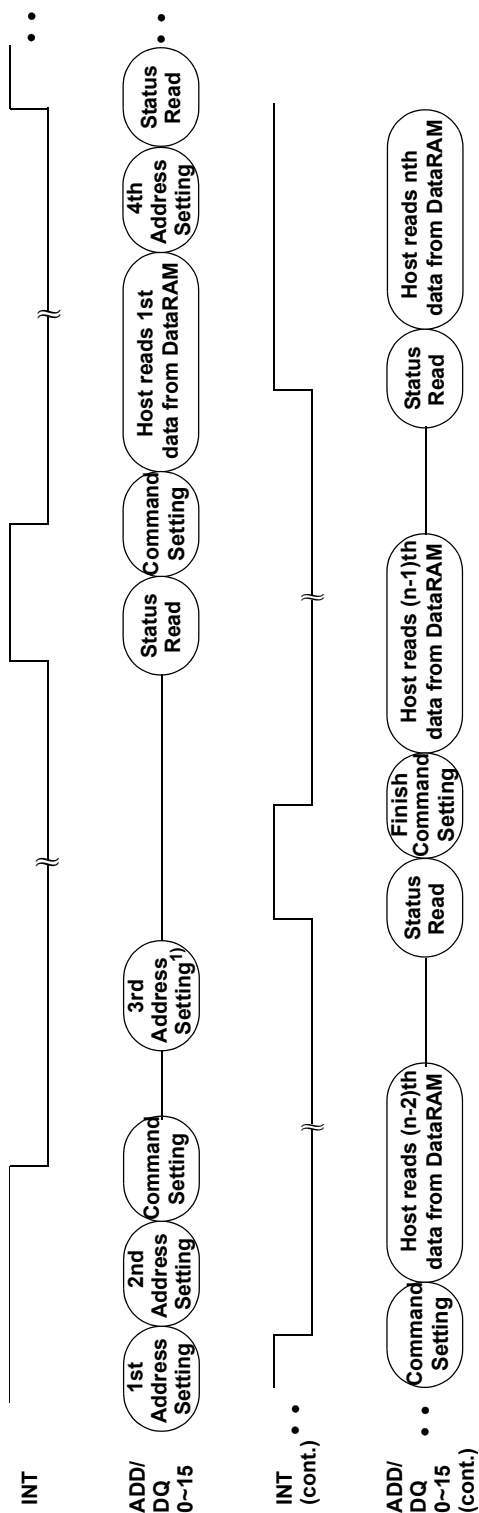 INT
ADD/
DQ
0~15
1st
Address
Setting
2nd
Address
Setting
Command
Setting
3rd
Address
Setting1)
Status
Read
Command
Setting
Host reads 1st
data from DataRAM
4th
Address
Setting
Status
Read
INT
(cont.)
ADD/
DQ
0~15
(cont.)
Command
Setting
Host reads (n-2)th
data from DataRAM
Status
Read
Finish
Command
Setting
Host reads (n-1)th
data from DataRAM
Status
Read
Host reads nth
data from DataRAM